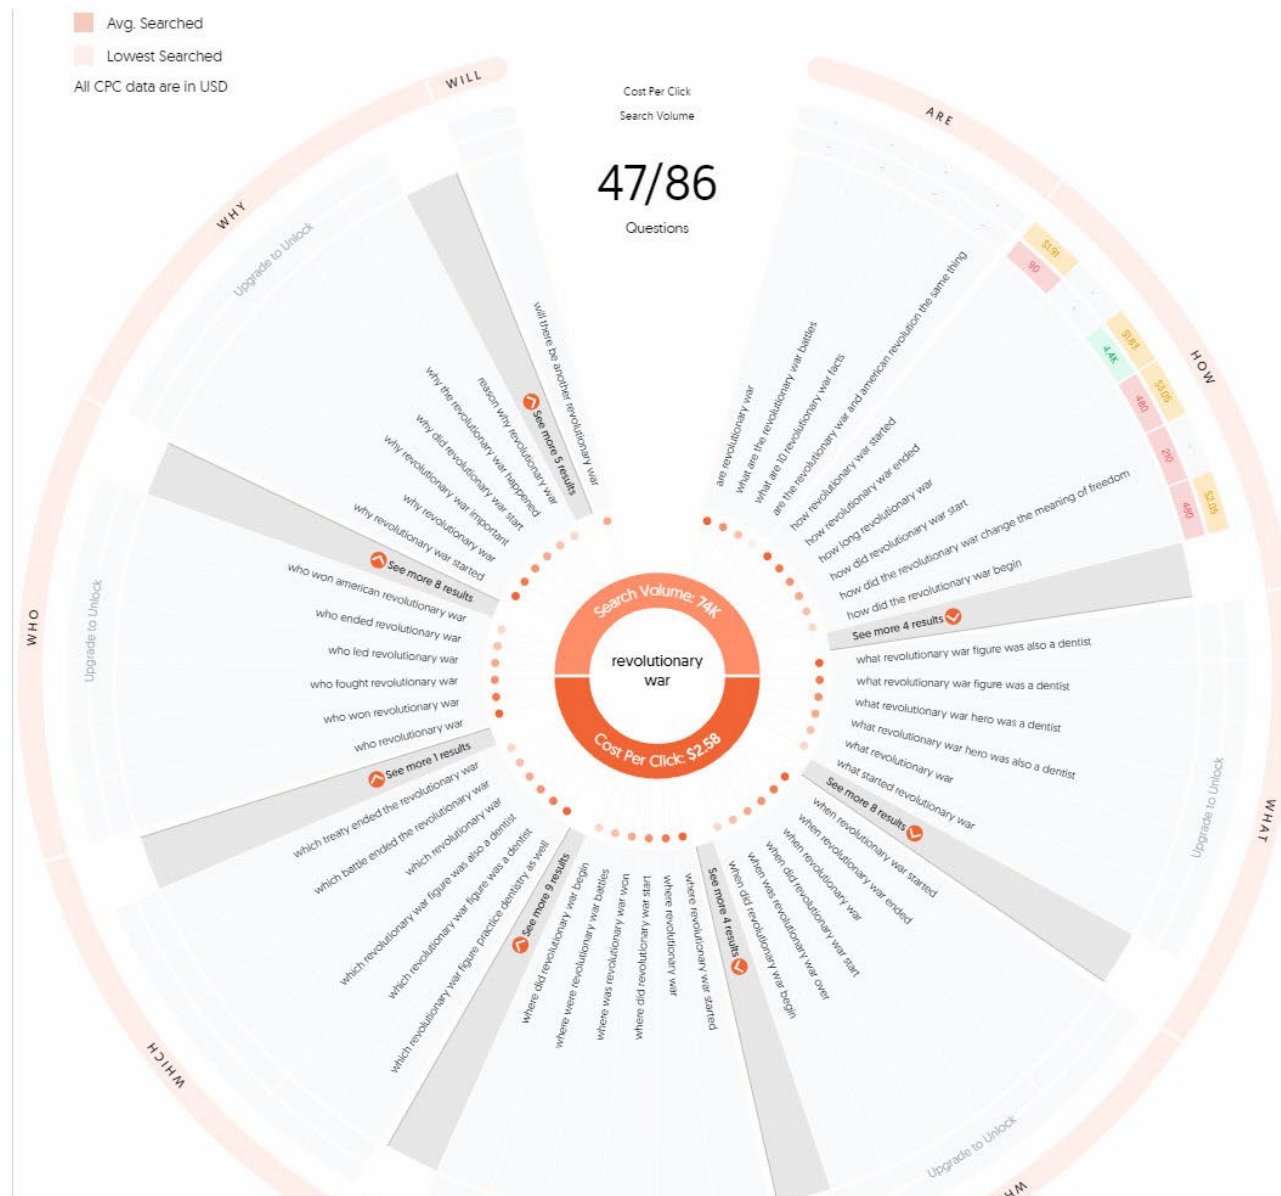 Avg. Searched
Lowest Searched
All CPC data are in USD
Cost Per Click
Search Volume
47/86
Questions
ARE
are revolutionary war
what are the revolutionary war battles
what are 10 revolutionary war facts
are the revolutionary war and american revolution the same thing
HOW
$1.91
90
$1.83
4.4K
$3.05
480
210
$2.05
480
how revolutionary war started
how revolutionary war ended
how long revolutionary war
how did revolutionary war start
how did the revolutionary war change the meaning of freedom
how did the revolutionary war begin
See more 4 results
WHAT
what revolutionary war figure was also a dentist
what revolutionary war figure was a dentist
what revolutionary war hero was a dentist
what revolutionary war hero was also a dentist
what revolutionary war
what started revolutionary war
See more 8 results
Upgrade to Unlock
when revolutionary war started
when revolutionary war ended
when revolutionary war
when did revolutionary war start
when was revolutionary war over
when did revolutionary war begin
See more 4 results
Upgrade to Unlock
where revolutionary war started
where revolutionary war
where did revolutionary war start
where was revolutionary war won
where were revolutionary war battles
where did revolutionary war begin
See more 9 results
WHICH
which revolutionary war figure practice dentistry as well
which revolutionary war figure was a dentist
which revolutionary war figure was also a dentist
which revolutionary war
which battle ended the revolutionary war
which treaty ended the revolutionary war
See more 1 results
WHO
Upgrade to Unlock
who revolutionary war
who won revolutionary war
who fought revolutionary war
who led revolutionary war
who ended revolutionary war
who won american revolutionary war
See more 8 results
WHY
Upgrade to Unlock
why revolutionary war started
why revolutionary war
why revolutionary war important
why did revolutionary war start
why the revolutionary war happened
reason why revolutionary war
See more 5 results
WILL
will there be another revolutionary war
Search Volume: 74K
revolutionary
war
Cost Per Click: $2.58